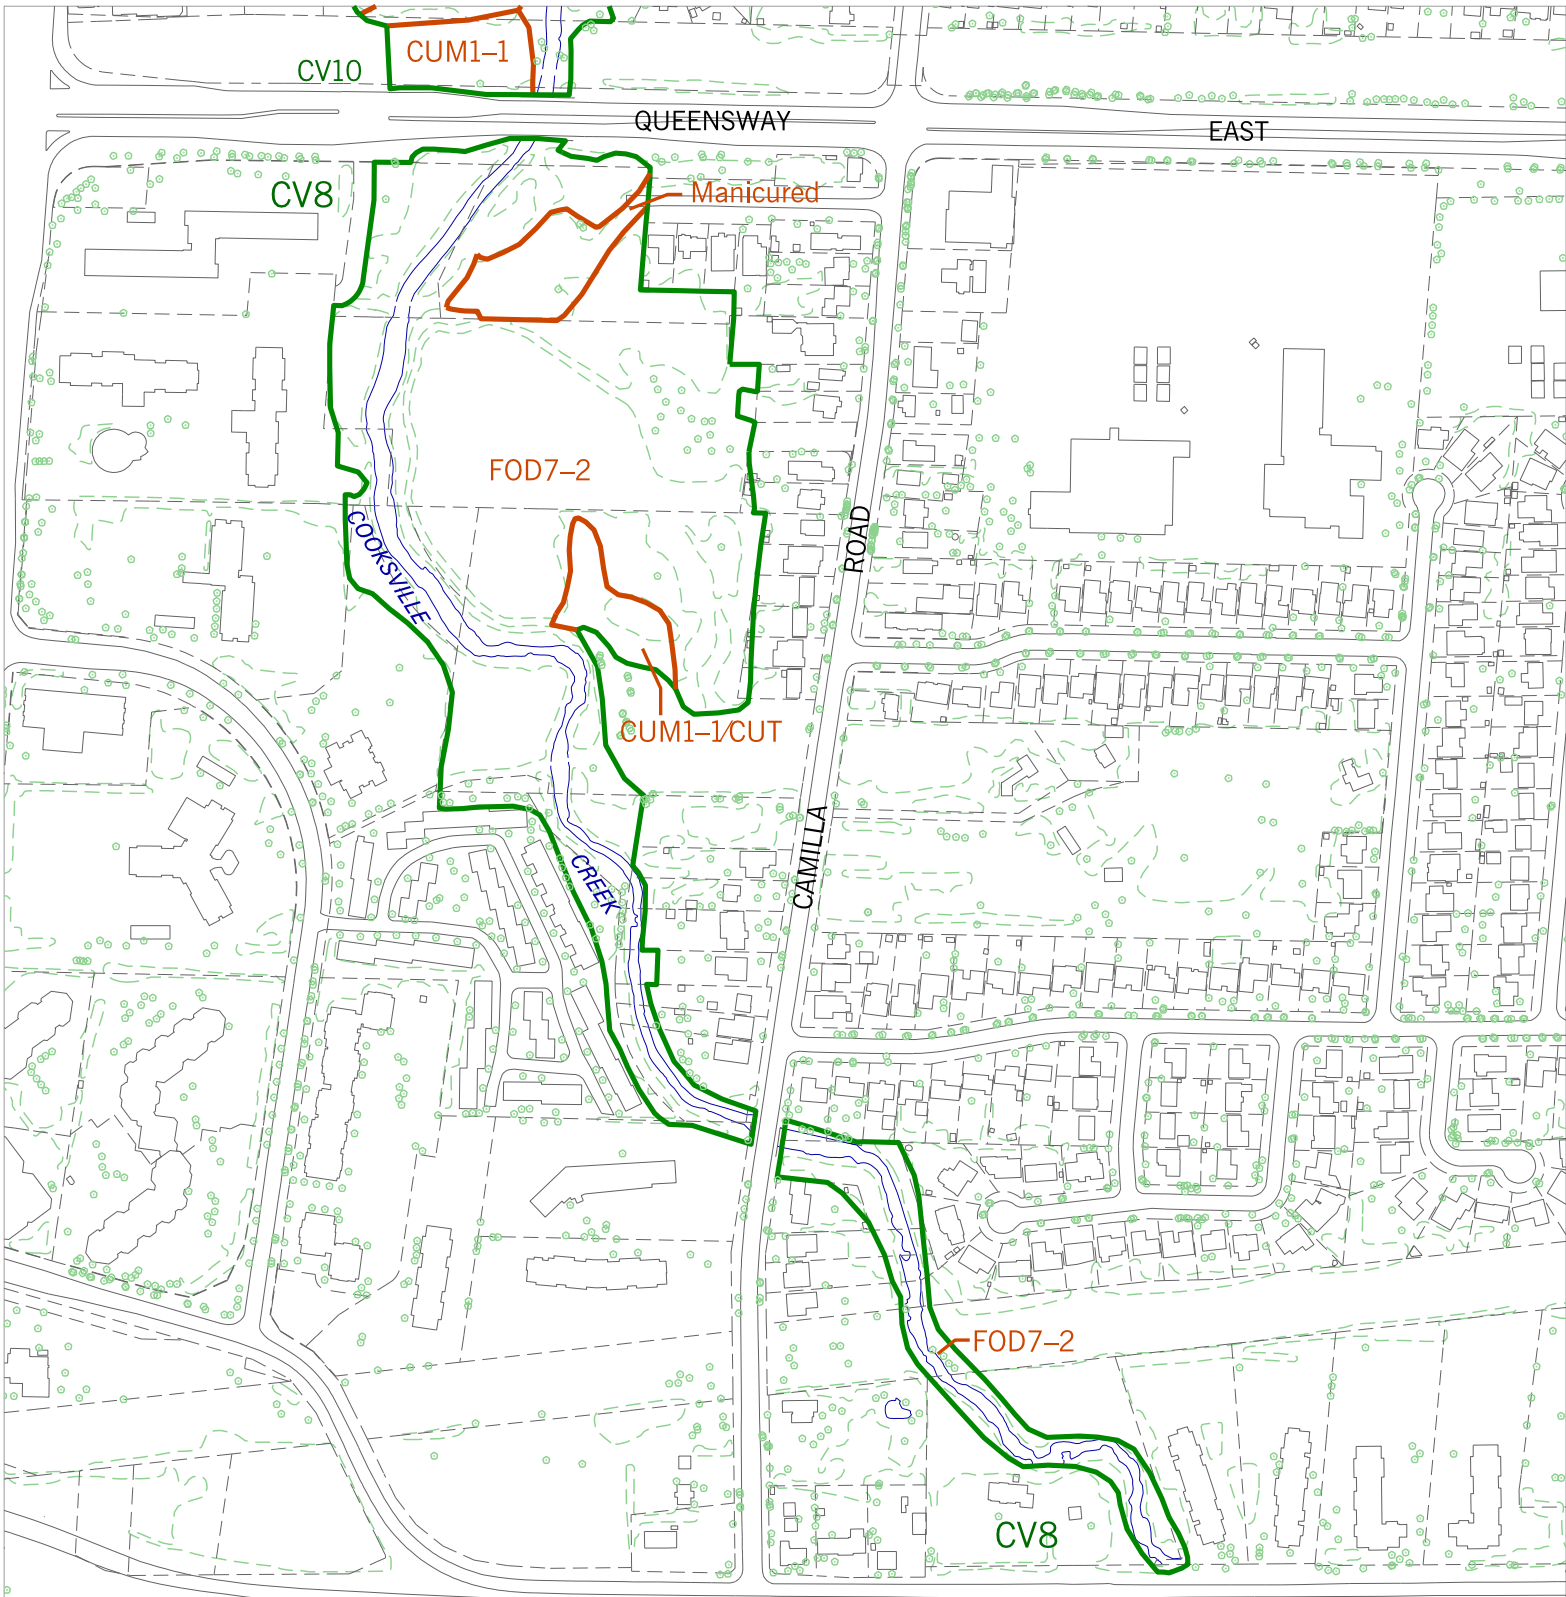 CUM1–1
CV10
QUEENSWAY
EAST
CV8
Manicured
FOD7–2
ROAD
COOKSVILLE
CUM1–1/CUT
CAMILLA
CREEK
FOD7–2
CV8